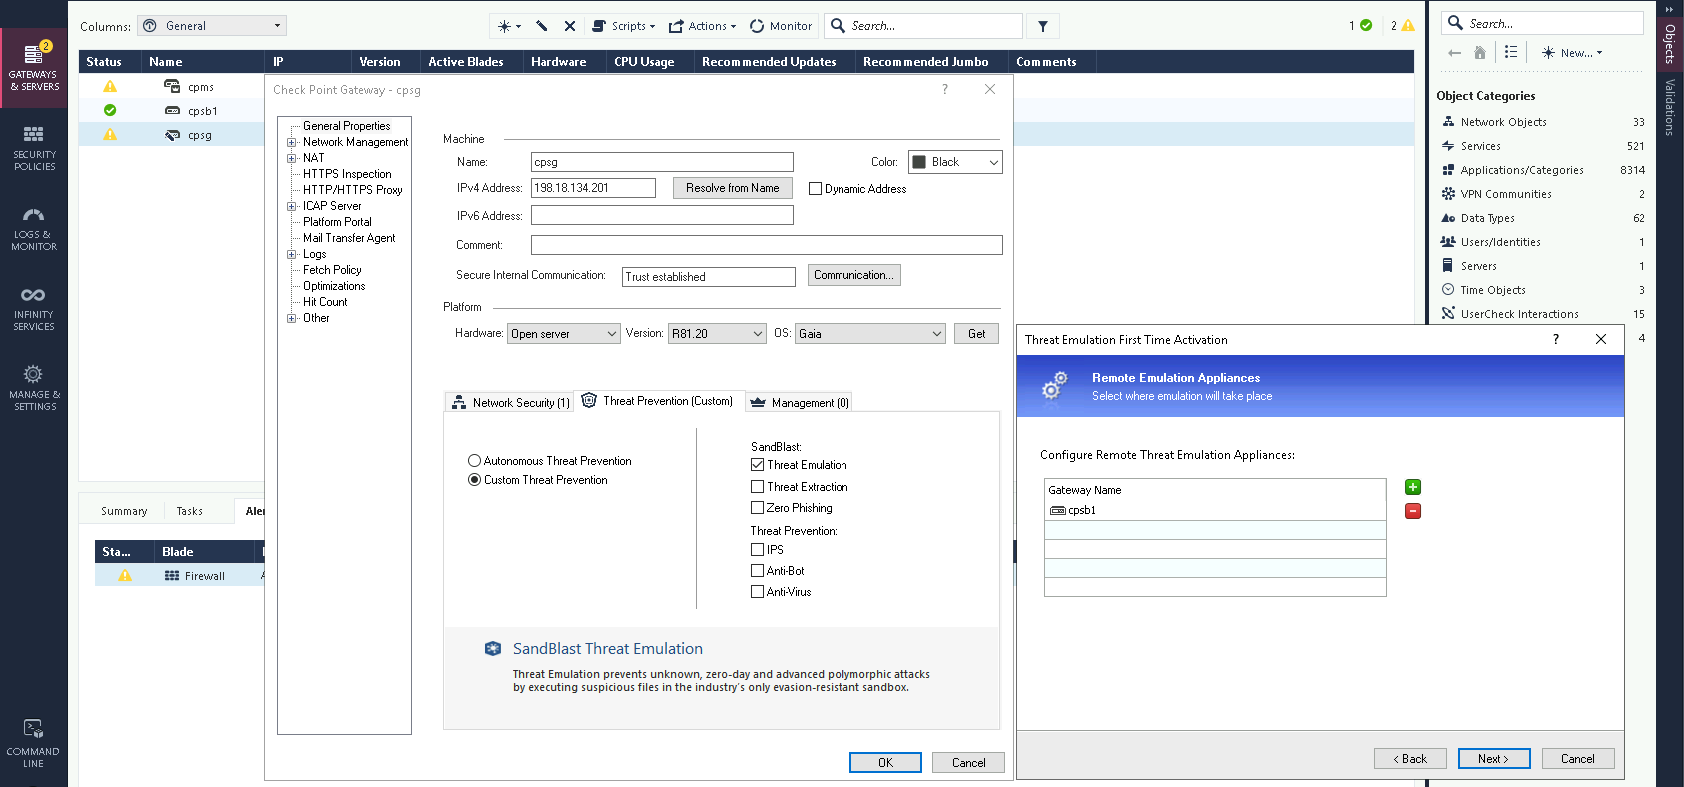 Columns: General
Scripts Actions Monitor Search...
1 2
Status Name IP Version Active Blades Hardware CPU Usage Recommended Updates Recommended Jumbo Comments
cpms
cpsb1
cpsg
2
GATEWAYS
& SERVERS
SECURITY
POLICIES
LOGS &
MONITOR
INFINITY
SERVICES
MANAGE &
SETTINGS
COMMAND
LINE
Summary Tasks Aler
Sta... Blade
Firewall
Check Point Gateway - cpsg
?
General Properties
Network Management
NAT
HTTPS Inspection
HTTP/HTTPS Proxy
ICAP Server
Platform Portal
Mail Transfer Agent
Logs
Fetch Policy
Optimizations
Hit Count
Other
Machine
Name: cpsg Color: Black
IPv4 Address: 198.18.134.201 Resolve from Name Dynamic Address
IPv6 Address:
Comment:
Secure Internal Communication: Trust established Communication...
Platform
Hardware: Open server Version: R81.20 OS: Gaia Get
Network Security (1) Threat Prevention (Custom) Management (0)
Autonomous Threat Prevention
Custom Threat Prevention
SandBlast:
Threat Emulation
Threat Extraction
Zero Phishing
Threat Prevention:
IPS
Anti-Bot
Anti-Virus
SandBlast Threat Emulation
Threat Emulation prevents unknown, zero-day and advanced polymorphic attacks
by executing suspicious files in the industry's only evasion-resistant sandbox.
OK Cancel
Threat Emulation First Time Activation
?
Remote Emulation Appliances
Select where emulation will take place
Configure Remote Threat Emulation Appliances:
Gateway Name
cpsb1
< Back Next > Cancel
Search...
New...
Object Categories
Network Objects 33
Services 521
Applications/Categories 8314
VPN Communities 2
Data Types 62
Users/Identities 1
Servers 1
Time Objects 3
UserCheck Interactions 15
4
Objects
Validations